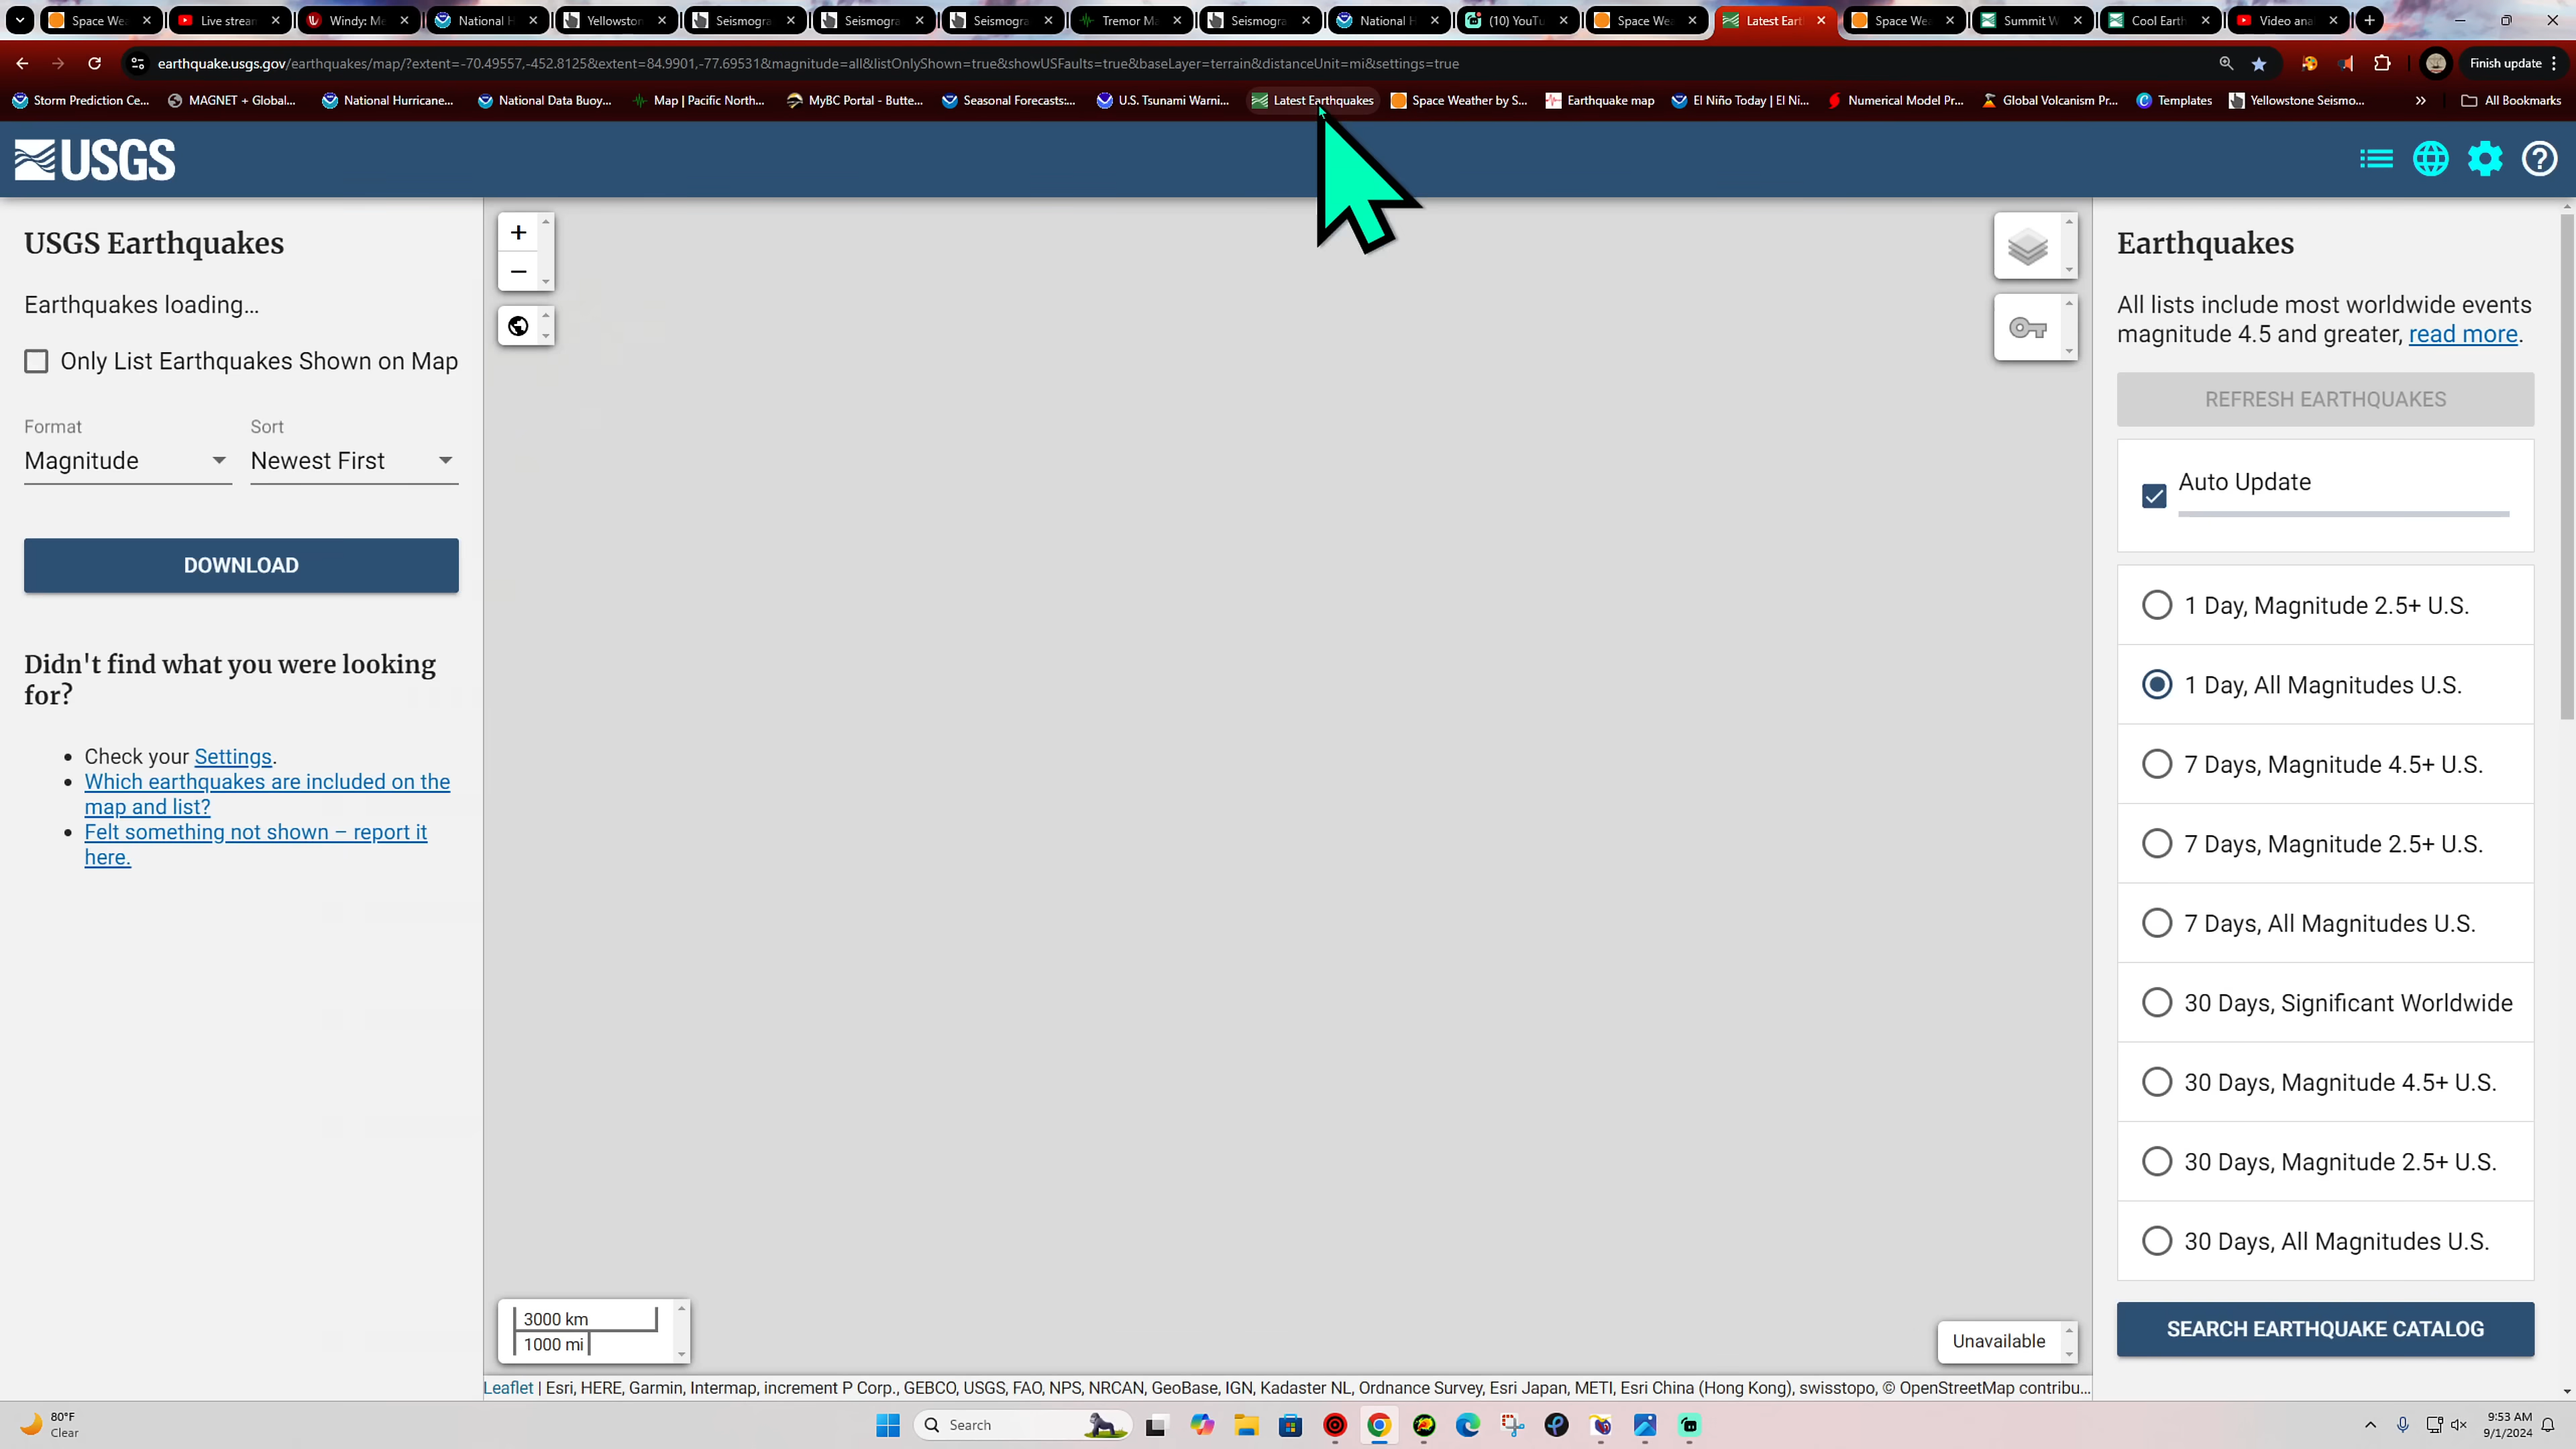 Space Wea
Live strean
Windy: Me
National H
Yellowston
Seismogra
Seismogra
Seismogra
Tremor Ma
Seismogra
National H
(10) YouTu
Space Wea
Latest Eart
Space Wea
Summit W
Cool Earth
Video anal
earthquake.usgs.gov/earthquakes/map/?extent=-70.49557,-452.8125&extent=84.9901,-77.69531&magnitude=all&listOnlyShown=true&showUSFaults=true&baseLayer=terrain&distanceUnit=mi&settings=true
Finish update
Storm Prediction Ce...
MAGNET + Global...
National Hurricane...
National Data Buoy...
Map | Pacific North...
MyBC Portal - Butte...
Seasonal Forecasts:...
U.S. Tsunami Warni...
Latest Earthquakes
Space Weather by S...
Earthquake map
El Niño Today | El Ni...
Numerical Model Pr...
Global Volcanism Pr...
Templates
Yellowstone Seismo...
»
All Bookmarks
USGS
USGS Earthquakes
Earthquakes loading...
Only List Earthquakes Shown on Map
Format
Sort
Magnitude
Newest First
DOWNLOAD
Didn't find what you were looking
for?
• Check your Settings.
• Which earthquakes are included on the
map and list?
• Felt something not shown – report it
here.
+
−
3000 km
1000 mi
Unavailable
Leaflet | Esri, HERE, Garmin, Intermap, increment P Corp., GEBCO, USGS, FAO, NPS, NRCAN, GeoBase, IGN, Kadaster NL, Ordnance Survey, Esri Japan, METI, Esri China (Hong Kong), swisstopo, © OpenStreetMap contribu...
Earthquakes
All lists include most worldwide events
magnitude 4.5 and greater, read more.
REFRESH EARTHQUAKES
Auto Update
1 Day, Magnitude 2.5+ U.S.
1 Day, All Magnitudes U.S.
7 Days, Magnitude 4.5+ U.S.
7 Days, Magnitude 2.5+ U.S.
7 Days, All Magnitudes U.S.
30 Days, Significant Worldwide
30 Days, Magnitude 4.5+ U.S.
30 Days, Magnitude 2.5+ U.S.
30 Days, All Magnitudes U.S.
SEARCH EARTHQUAKE CATALOG
80°F
Clear
Search
9:53 AM
9/1/2024